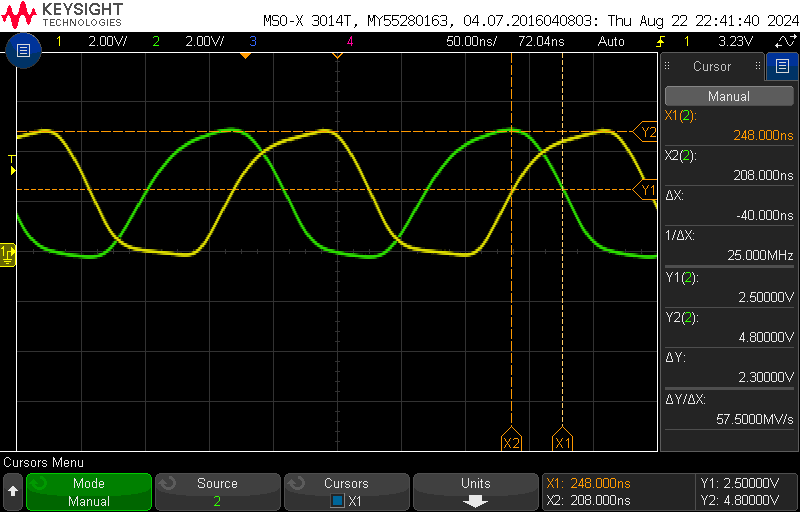 KEYSIGHT
TECHNOLOGIES
MSO-X 3014T, MY55280163, 04.07.2016040803: Thu Aug 22 22:41:40 2024
1 2.00V/ 2 2.00V/ 3 4 50.00ns/ 72.04ns Auto 1 3.23V
Cursor
Manual
X1(2):
248.000ns
X2(2):
208.000ns
ΔX:
-40.000ns
1/ΔX:
25.000MHz
Y1(2):
2.50000V
Y2(2):
4.80000V
ΔY:
2.30000V
ΔY/ΔX:
57.5000MV/s
Y2
T
Y1
1
X2 X1
Cursors Menu
Mode
Manual
Source
2
Cursors
X1
Units
X1: 248.000ns
X2: 208.000ns
Y1: 2.50000V
Y2: 4.80000V